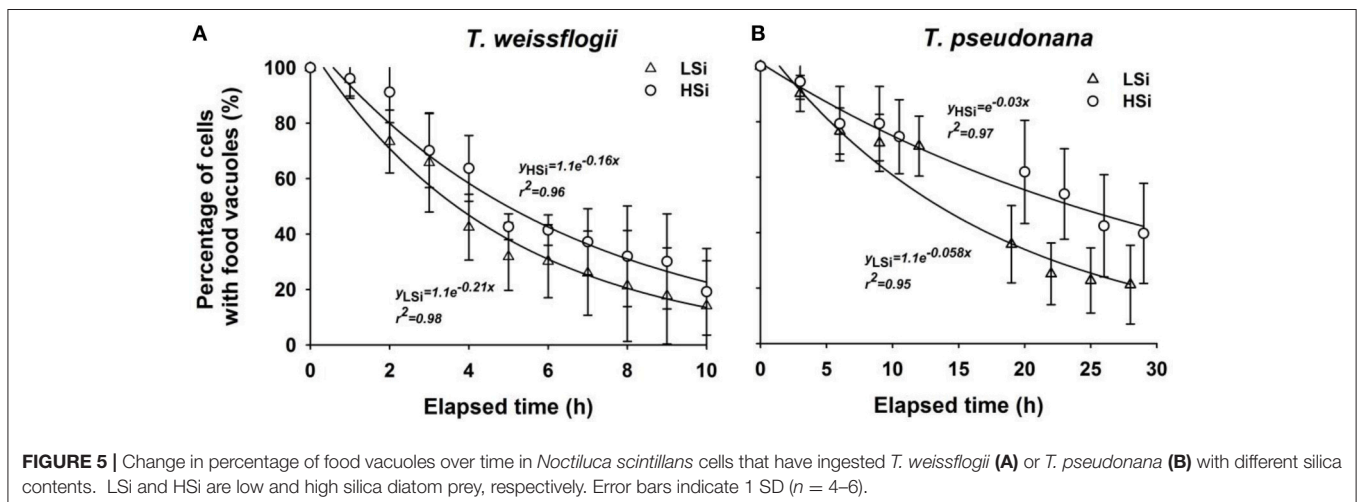 A
T. weissflogii
B
T. pseudonana
Percentage of cells
with food vacuoles (%)
100
80
60
40
20
0
LSi
HSi
yHSi=1.1e-0.16x
r2=0.96
yLSi=1.1e-0.21x
r2=0.98
0 2 4 6 8 10
Elapsed time (h)
LSi
HSi
yHSi=e-0.03x
r2=0.97
yLSi=1.1e-0.058x
r2=0.95
0 5 10 15 20 25 30
Elapsed time (h)
FIGURE 5 | Change in percentage of food vacuoles over time in Noctiluca scintillans cells that have ingested T. weissflogii (A) or T. pseudonana (B) with different silica
contents. LSi and HSi are low and high silica diatom prey, respectively. Error bars indicate 1 SD (n = 4–6).